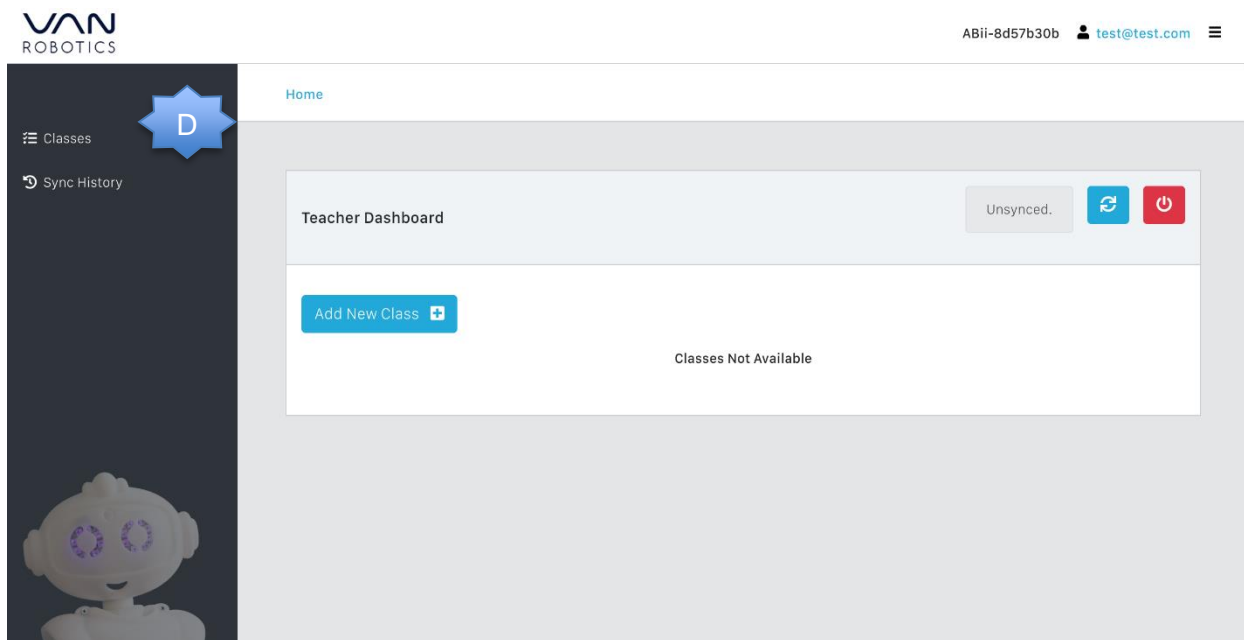 VAN
ROBOTICS
ABii-8d57b30b test@test.com
Home
D
Classes
Sync History
Teacher Dashboard
Unsynced.
Add New Class
Classes Not Available